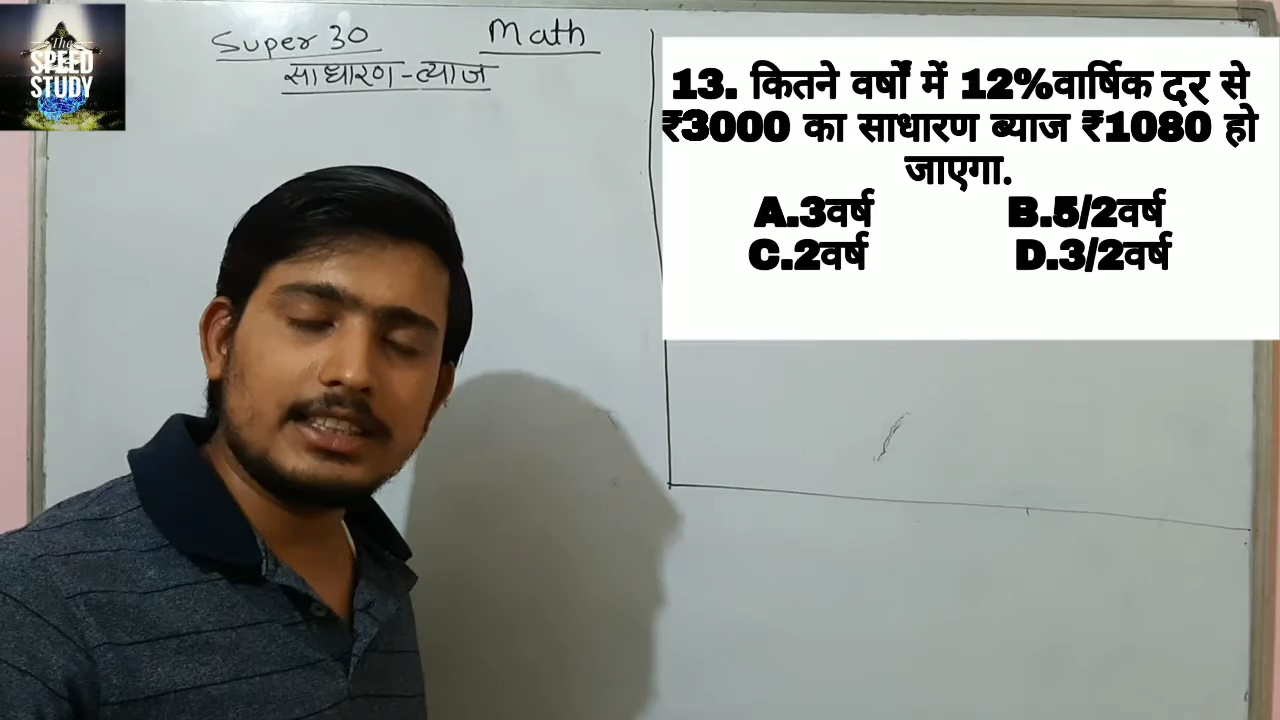 The
SPEED
STUDY
Super 30 Math
साधारण-ब्याज
13. कितने वर्षों में 12%वार्षिक दर से
₹3000 का साधारण ब्याज ₹1080 हो
जाएगा.
A.3वर्ष B.5/2वर्ष
C.2वर्ष D.3/2वर्ष